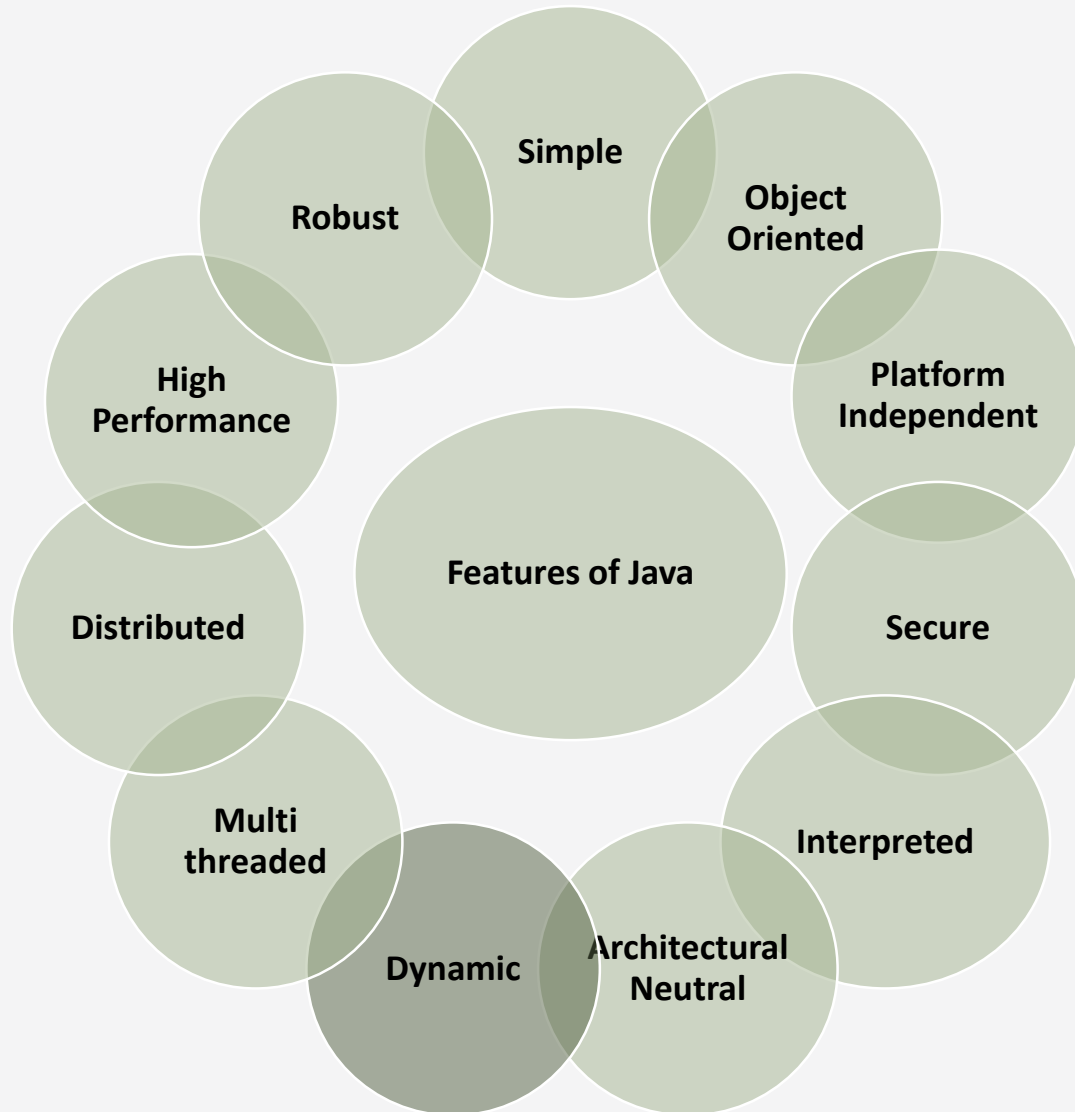 Simple
Object
Oriented
Platform
Independent
Secure
Interpreted
Architectural
Neutral
Dynamic
Multi
threaded
Distributed
High
Performance
Robust
Features of Java